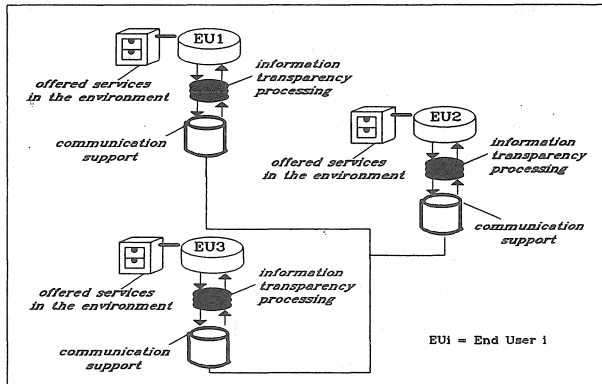 EU1
offered services
in the environment
information
transparency
processing
communication
support
EU2
offered services
in the environment
information
transparency
processing
communication
support
EU3
offered services
in the environment
information
transparency
processing
communication
support
EUi = End User i